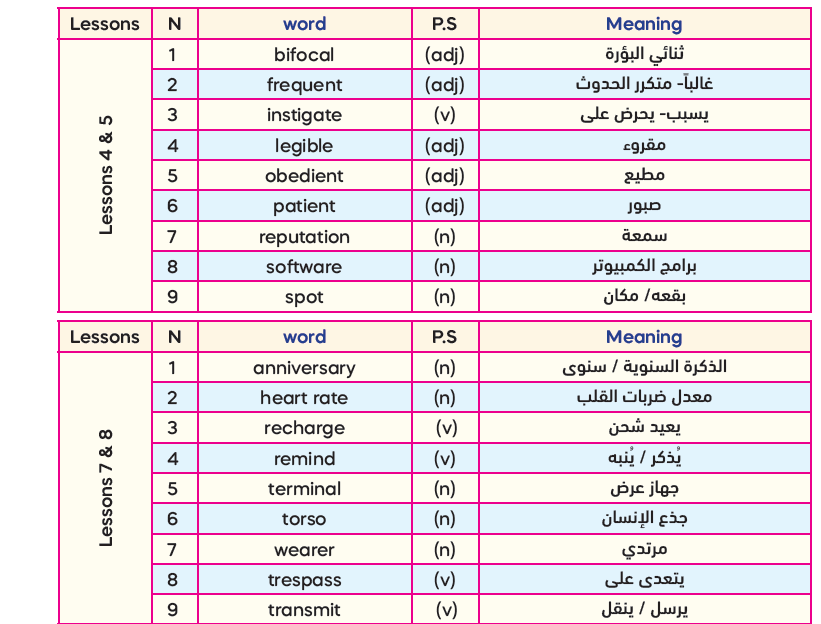 Lessons N word P.S Meaning
Lessons 4 & 5
1 bifocal (adj) ثنائي البؤرة
2 frequent (adj) غالباً- متكرر الحدوث
3 instigate (v) يسبب- يحرض على
4 legible (adj) مقروء
5 obedient (adj) مطيع
6 patient (adj) صبور
7 reputation (n) سمعة
8 software (n) برامج الكمبيوتر
9 spot (n) بقعه/ مكان
Lessons N word P.S Meaning
Lessons 7 & 8
1 anniversary (n) الذكرة السنوية / سنوى
2 heart rate (n) معدل ضربات القلب
3 recharge (v) يعيد شحن
4 remind (v) يُذكر / يُنبه
5 terminal (n) جهاز عرض
6 torso (n) جذع الإنسان
7 wearer (n) مرتدي
8 trespass (v) يتعدى على
9 transmit (v) يرسل / ينقل